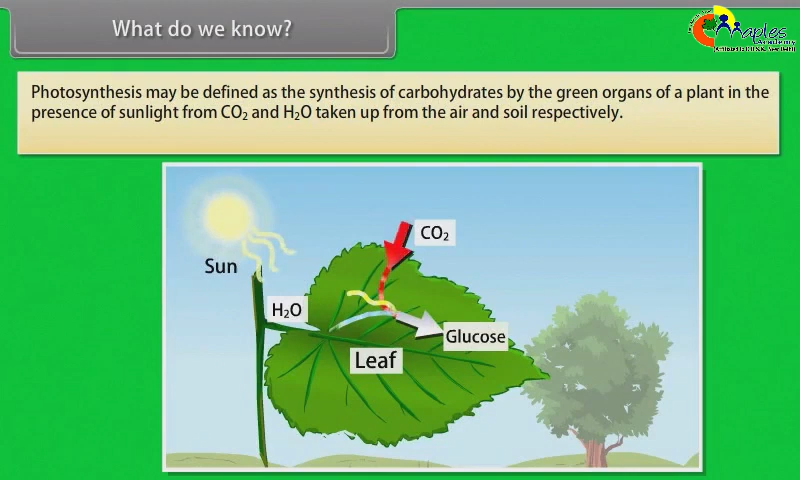 What do we know?
Maples
Academy
Photosynthesis may be defined as the synthesis of carbohydrates by the green organs of a plant in the
presence of sunlight from CO₂ and H₂O taken up from the air and soil respectively.
CO₂
Sun
H₂O
Glucose
Leaf